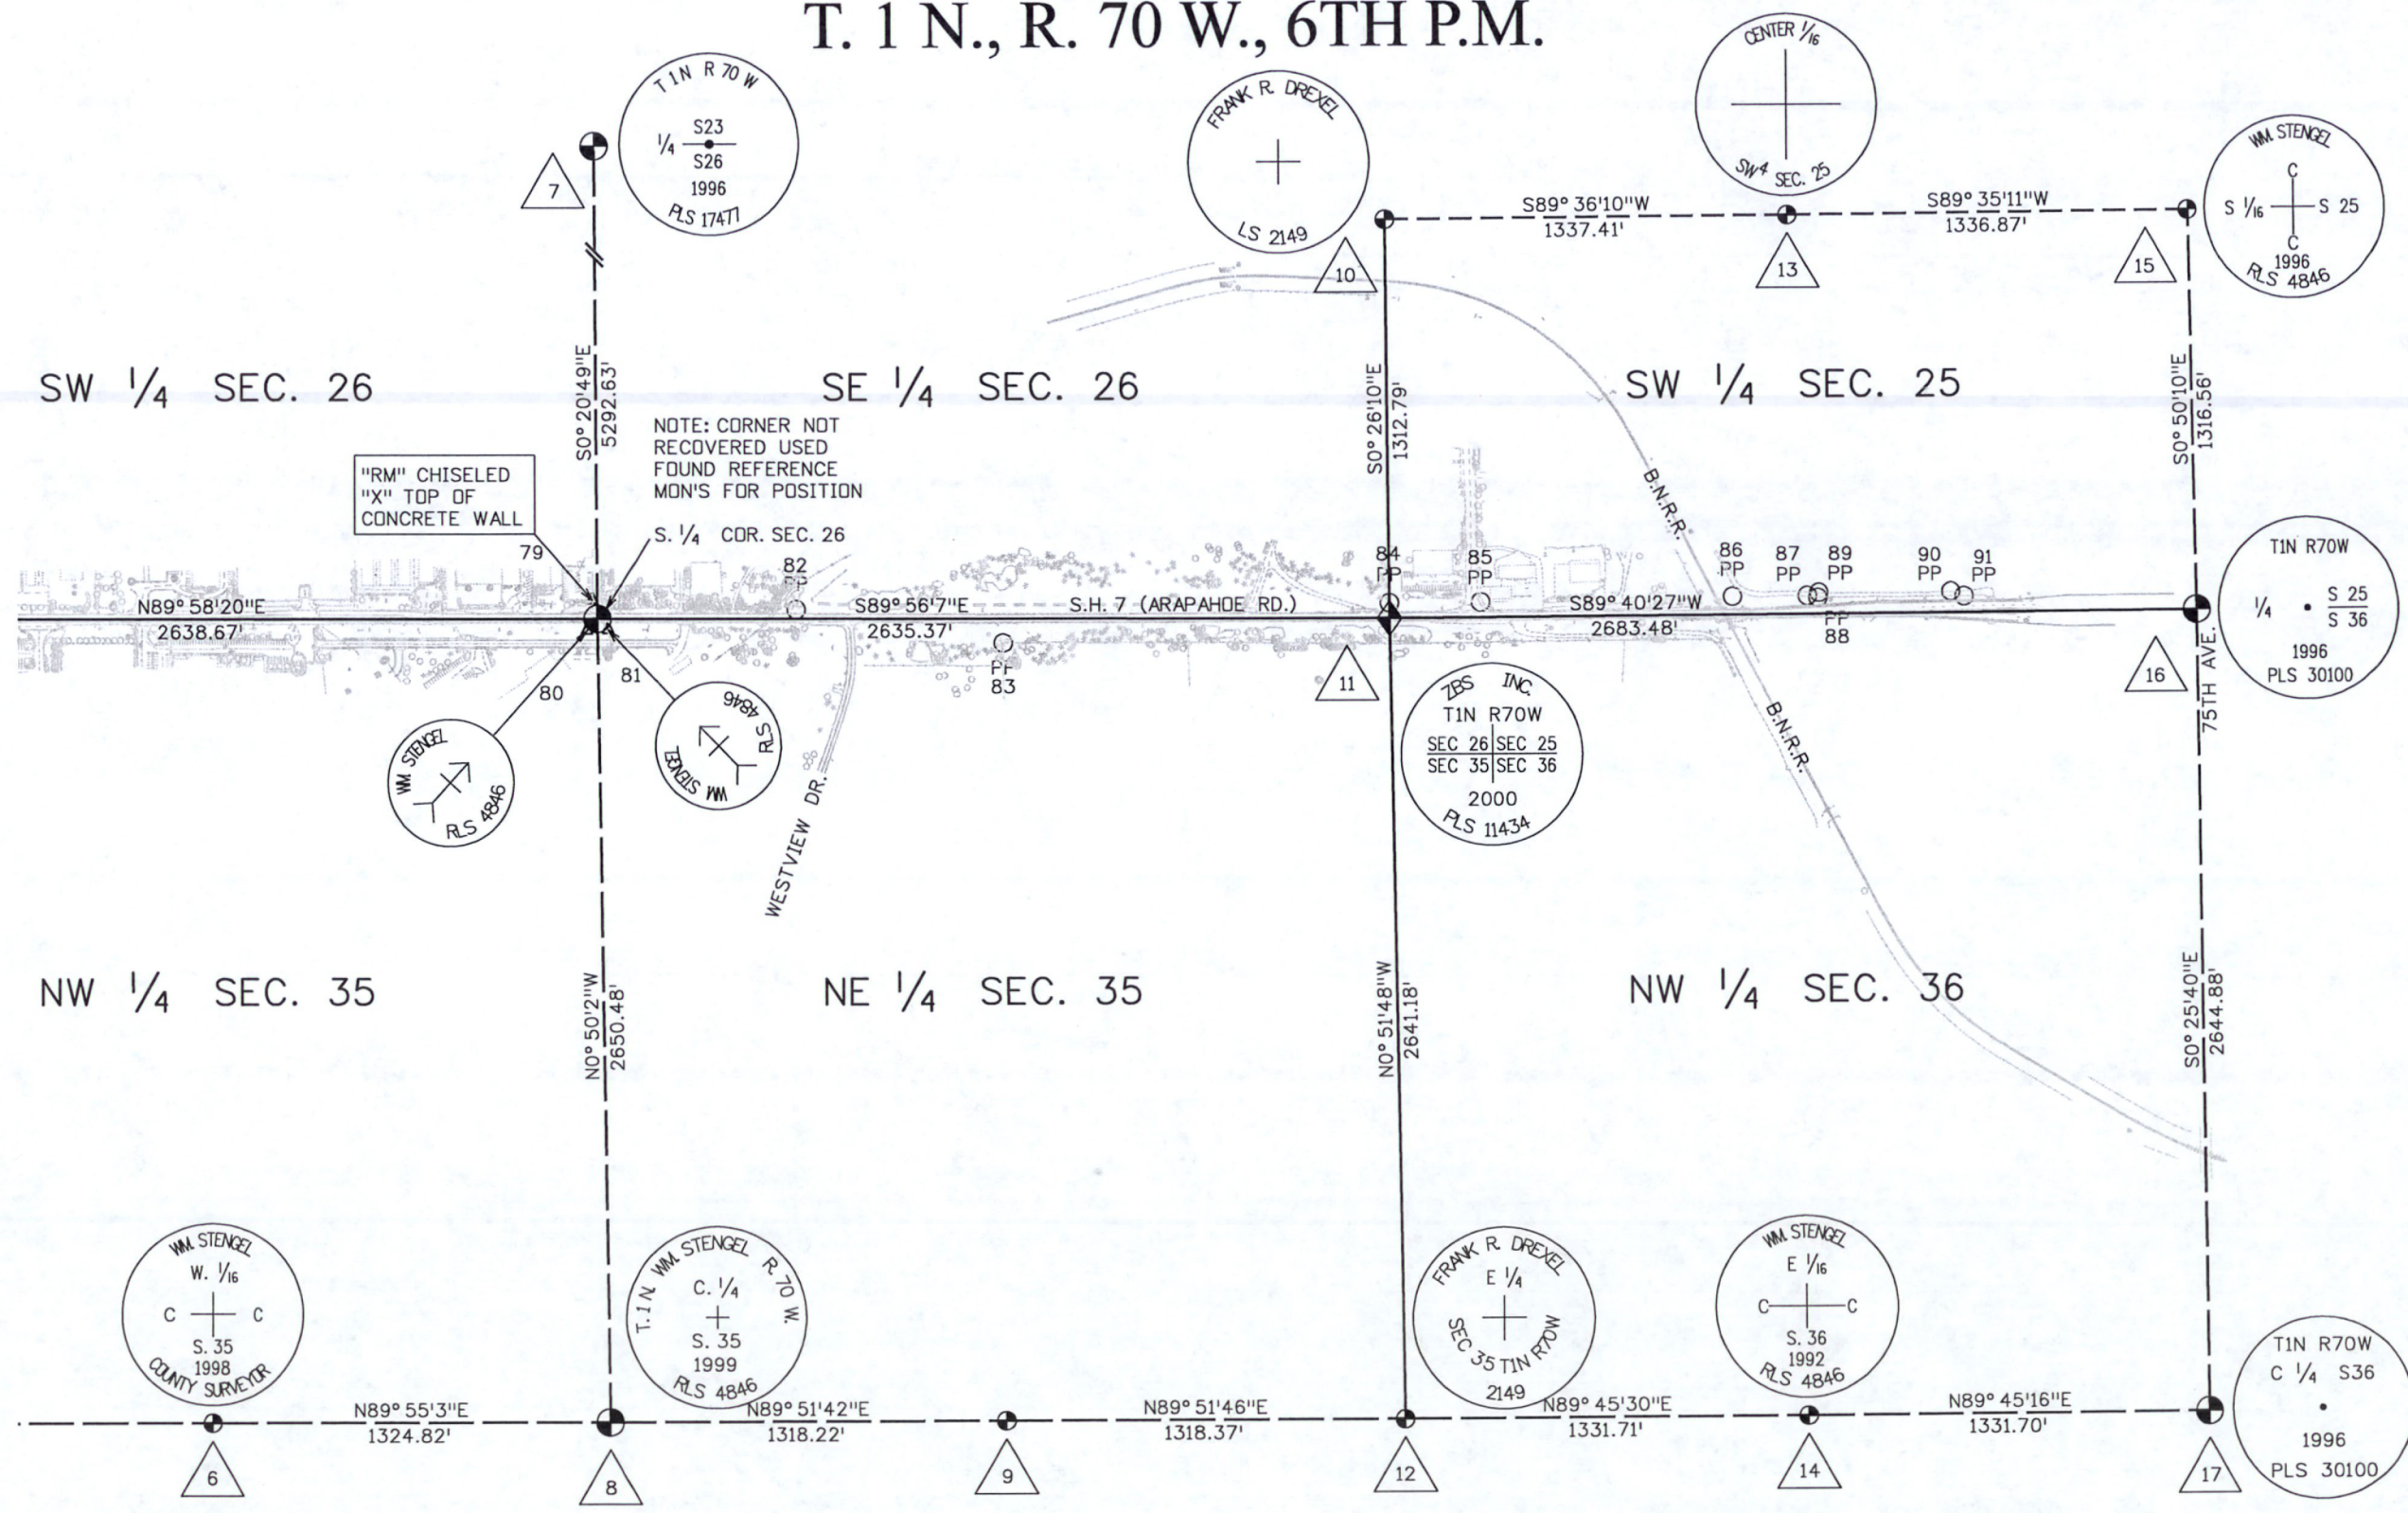 T. 1 N., R. 70 W., 6TH P.M.
T 1 N R 70 W
S23
1/4
S26
1996
PLS 17477
7
FRANK R. DREXEL
LS 2149
10
CENTER 1/16
SW4 SEC. 25
13
WM. STENGEL
C
S 1/16 S 25
C
1996
RLS 4846
15
S89° 36'10"W
1337.41'
S89° 35'11"W
1336.87'
SW 1/4 SEC. 26
S0° 20'49"E
5292.63'
SE 1/4 SEC. 26
S0° 26'10"E
1312.79'
SW 1/4 SEC. 25
S0° 50'10"E
1316.56'
NOTE: CORNER NOT
RECOVERED USED
FOUND REFERENCE
MON'S FOR POSITION
"RM" CHISELED
"X" TOP OF
CONCRETE WALL
79
S. 1/4 COR. SEC. 26
82
PP
84
PP
85
PP
B.N.R.R.
86
PP
87
PP
89
PP
90
PP
91
PP
T1N R70W
1/4 S 25
S 36
1996
PLS 30100
N89° 58'20"E
2638.67'
S89° 56'7"E
2635.37'
S.H. 7 (ARAPAHOE RD.)
S89° 40'27"W
2683.48'
PP
88
PP
83
80
81
11
16
75TH AVE.
WM. STENGEL
RLS 4846
WM STENGEL
RLS 4846
WESTVIEW DR.
ZBS INC.
T1N R70W
SEC 26 SEC 25
SEC 35 SEC 36
2000
PLS 11434
B.N.R.R.
NW 1/4 SEC. 35
N0° 50'2"W
2650.48'
NE 1/4 SEC. 35
N0° 51'48"W
2641.18'
NW 1/4 SEC. 36
S0° 25'40"E
2644.88'
WM. STENGEL
W. 1/16
C C
S. 35
1998
COUNTY SURVEYOR
T. 1 N. WM. STENGEL R. 70 W.
C. 1/4
S. 35
1999
RLS 4846
FRANK R. DREXEL
E 1/4
SEC 35 T1N R70W
2149
WM. STENGEL
E 1/16
C C
S. 36
1992
RLS 4846
T1N R70W
C 1/4 S36
1996
PLS 30100
N89° 55'3"E
1324.82'
N89° 51'42"E
1318.22'
N89° 51'46"E
1318.37'
N89° 45'30"E
1331.71'
N89° 45'16"E
1331.70'
6
8
9
12
14
17